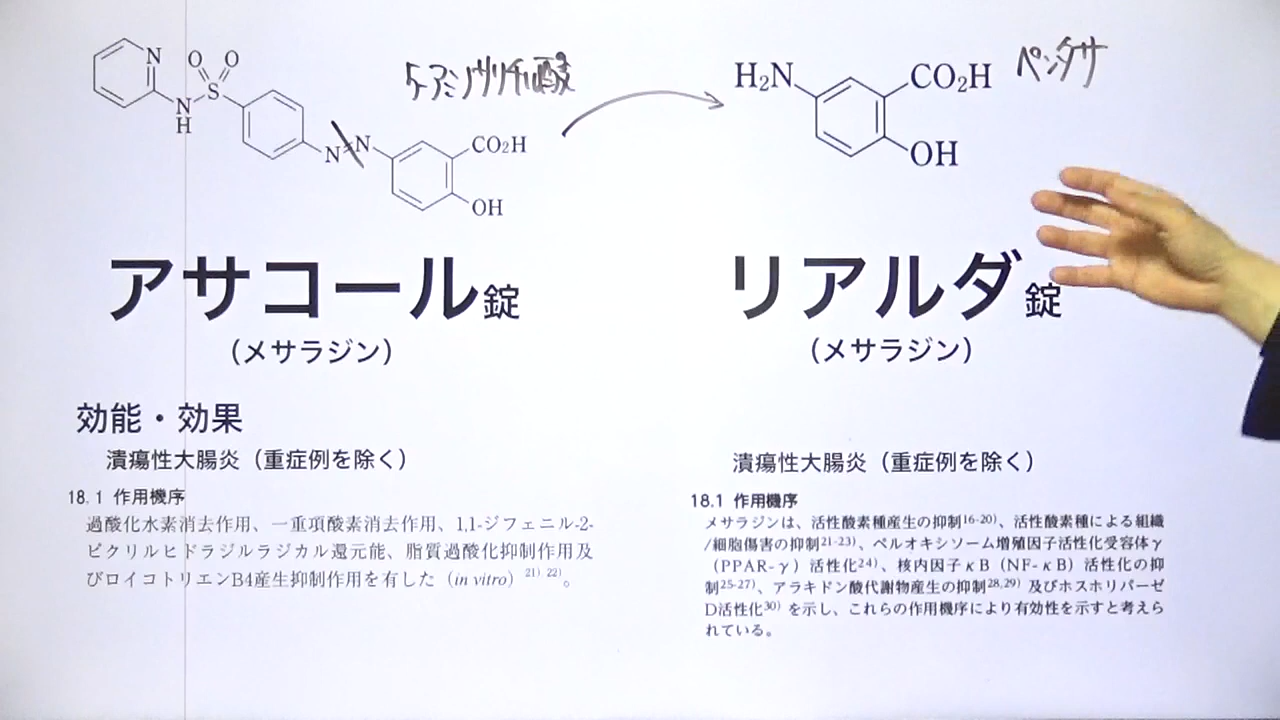 5-アミノサリチル酸
ペンタサ
N
O O
S
N
H
N=N
CO2H
OH
H2N
CO2H
OH
アサコール錠
(メサラジン)
リアルダ錠
(メサラジン)
効能・効果
潰瘍性大腸炎(重症例を除く)
18.1 作用機序
過酸化水素消去作用、一重項酸素消去作用、1,1-ジフェニル-2-
ピクリルヒドラジルラジカル還元能、脂質過酸化抑制作用及
びロイコトリエンB4産生抑制作用を有した(in vitro)21) 22)。
潰瘍性大腸炎(重症例を除く)
18.1 作用機序
メサラジンは、活性酸素種産生の抑制16-20)、活性酸素種による組織
/細胞傷害の抑制21-23)、ペルオキシソーム増殖因子活性化受容体γ
(PPAR-γ)活性化24)、核内因子κB(NF-κB)活性化の抑
制25-27)、アラキドン酸代謝物産生の抑制28,29) 及びホスホリパーゼ
D活性化30) を示し、これらの作用機序により有効性を示すと考えら
れている。